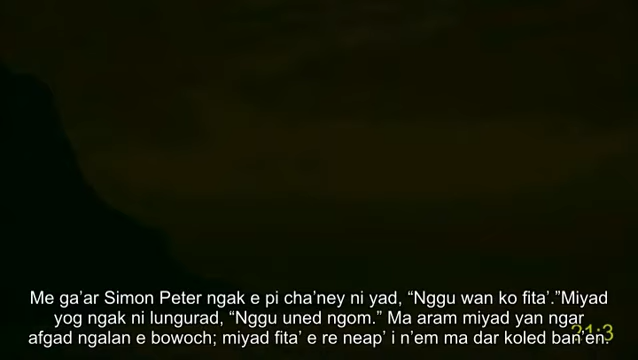 Me ga’ar Simon Peter ngak e pi cha’ney ni yad, “Nggu wan ko fita’.”Miyad
yog ngak ni lungurad, “Nggu uned ngom.” Ma aram miyad yan ngar
afgad ngalan e bowoch; miyad fita’ e re neap’ i n’em ma dar koled ban’en.
21:3